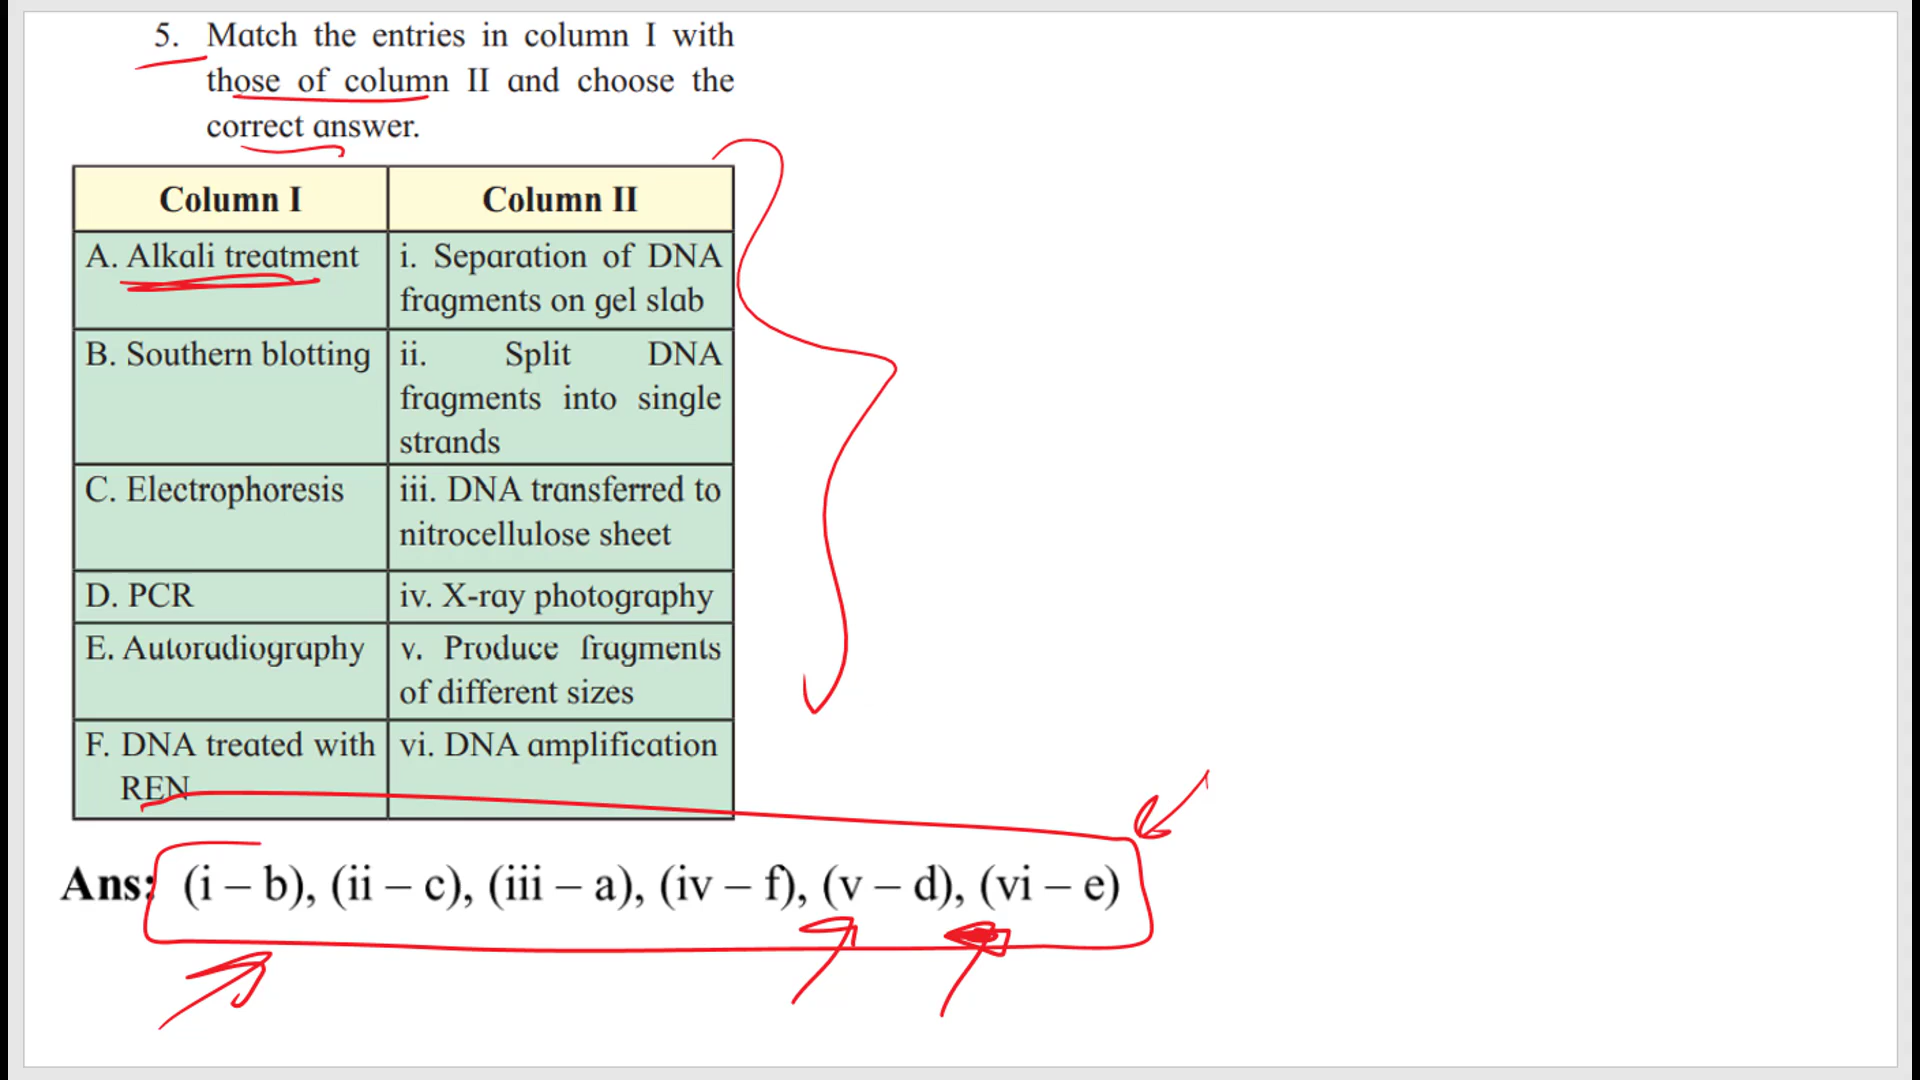 5. Match the entries in column I with
those of column II and choose the
correct answer.
Column I
Column II
A. Alkali treatment
i. Separation of DNA
fragments on gel slab
B. Southern blotting
ii. Split DNA
fragments into single
strands
C. Electrophoresis
iii. DNA transferred to
nitrocellulose sheet
D. PCR
iv. X-ray photography
E. Autoradiography
v. Produce fragments
of different sizes
F. DNA treated with
REN
vi. DNA amplification
Ans: (i – b), (ii – c), (iii – a), (iv – f), (v – d), (vi – e)